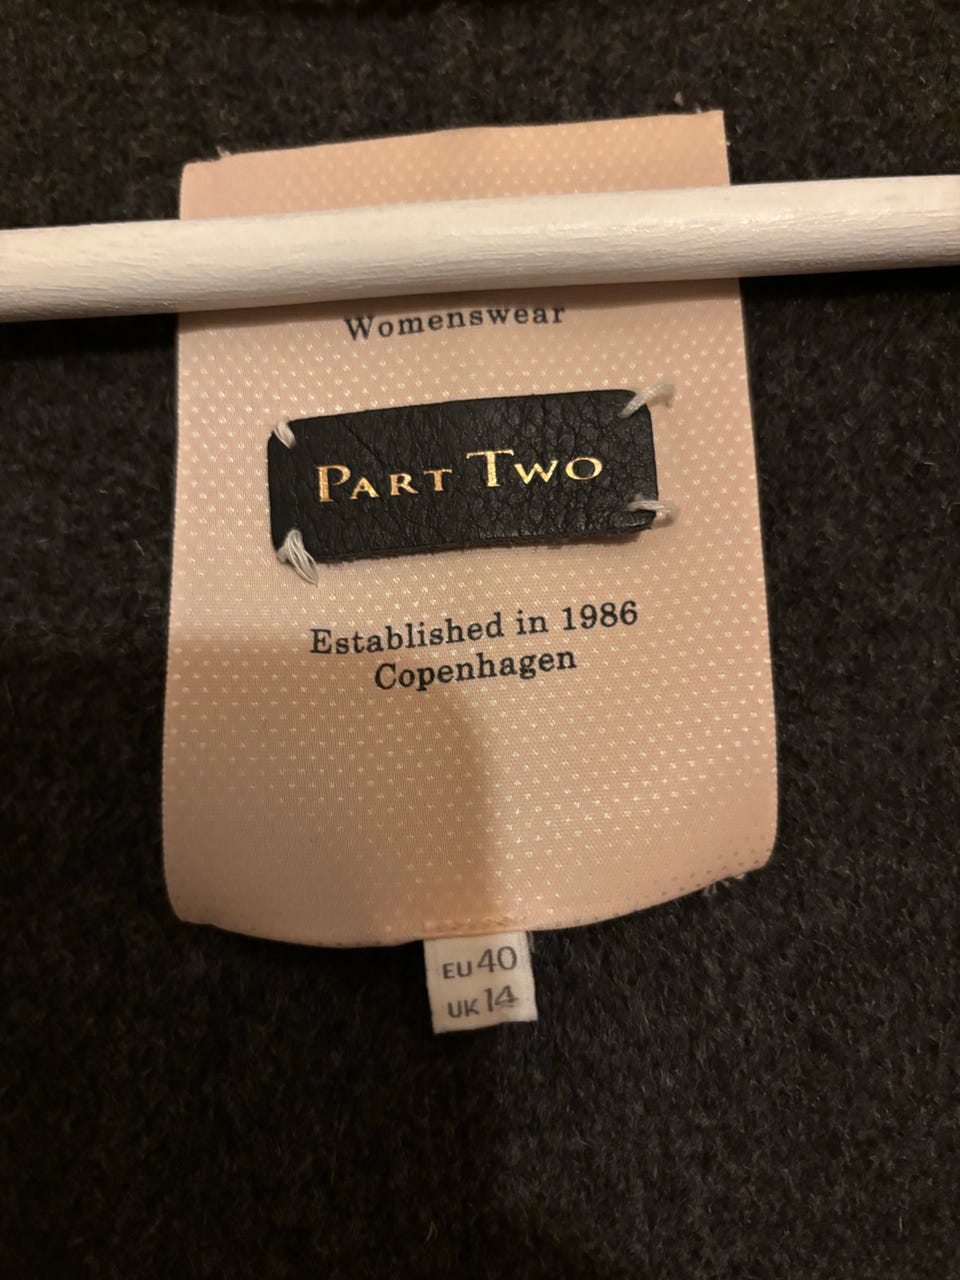 Womenswear
PART TWO
Established in 1986
Copenhagen
EU 40
UK 14